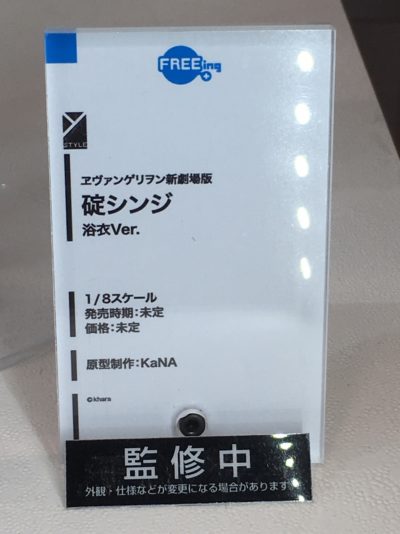 FREEing
STYLE
ヱヴァンゲリヲン新劇場版
碇シンジ
浴衣Ver.
1/8スケール
発売時期:未定
価格:未定
原型制作:KaNA
©khara
監修中
外観・仕様などが変更になる場合があります